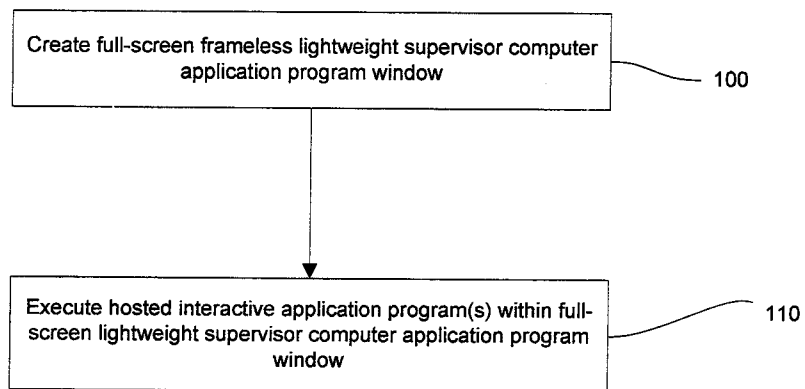 Create full-screen frameless lightweight supervisor computer
application program window
100
Execute hosted interactive application program(s) within full-
screen lightweight supervisor computer application program
window
110